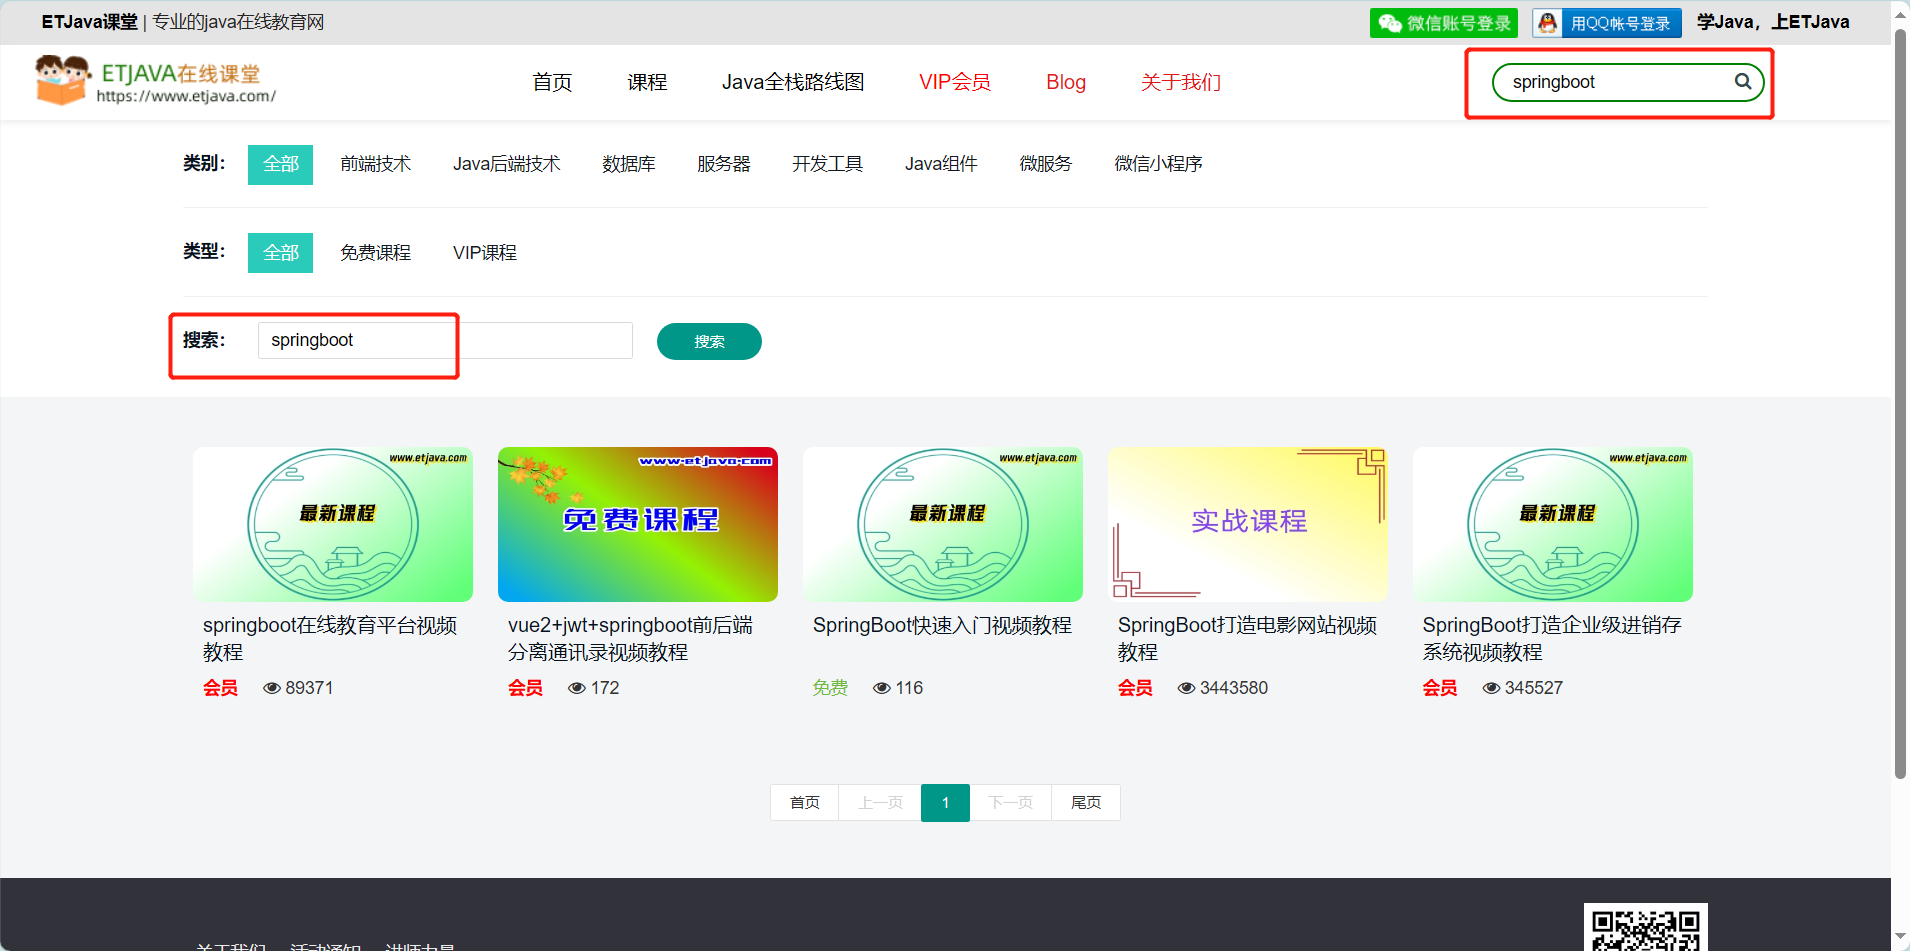 ETJava课堂 | 专业的java在线教育网
微信账号登录
用QQ帐号登录
学Java，上ETJava
ETJAVA在线课堂
https://www.etjava.com/
首页 课程 Java全栈路线图 VIP会员 Blog 关于我们
springboot
类别： 全部 前端技术 Java后端技术 数据库 服务器 开发工具 Java组件 微服务 微信小程序
类型： 全部 免费课程 VIP课程
搜索： springboot 搜索
www.etjava.com
最新课程
springboot在线教育平台视频
教程
会员 89371
www.etjava.com
免费课程
vue2+jwt+springboot前后端
分离通讯录视频教程
会员 172
www.etjava.com
最新课程
SpringBoot快速入门视频教程
免费 116
实战课程
SpringBoot打造电影网站视频
教程
会员 3443580
www.etjava.com
最新课程
SpringBoot打造企业级进销存
系统视频教程
会员 345527
首页 上一页 1 下一页 尾页
关于我们 活动通知 讲师力量